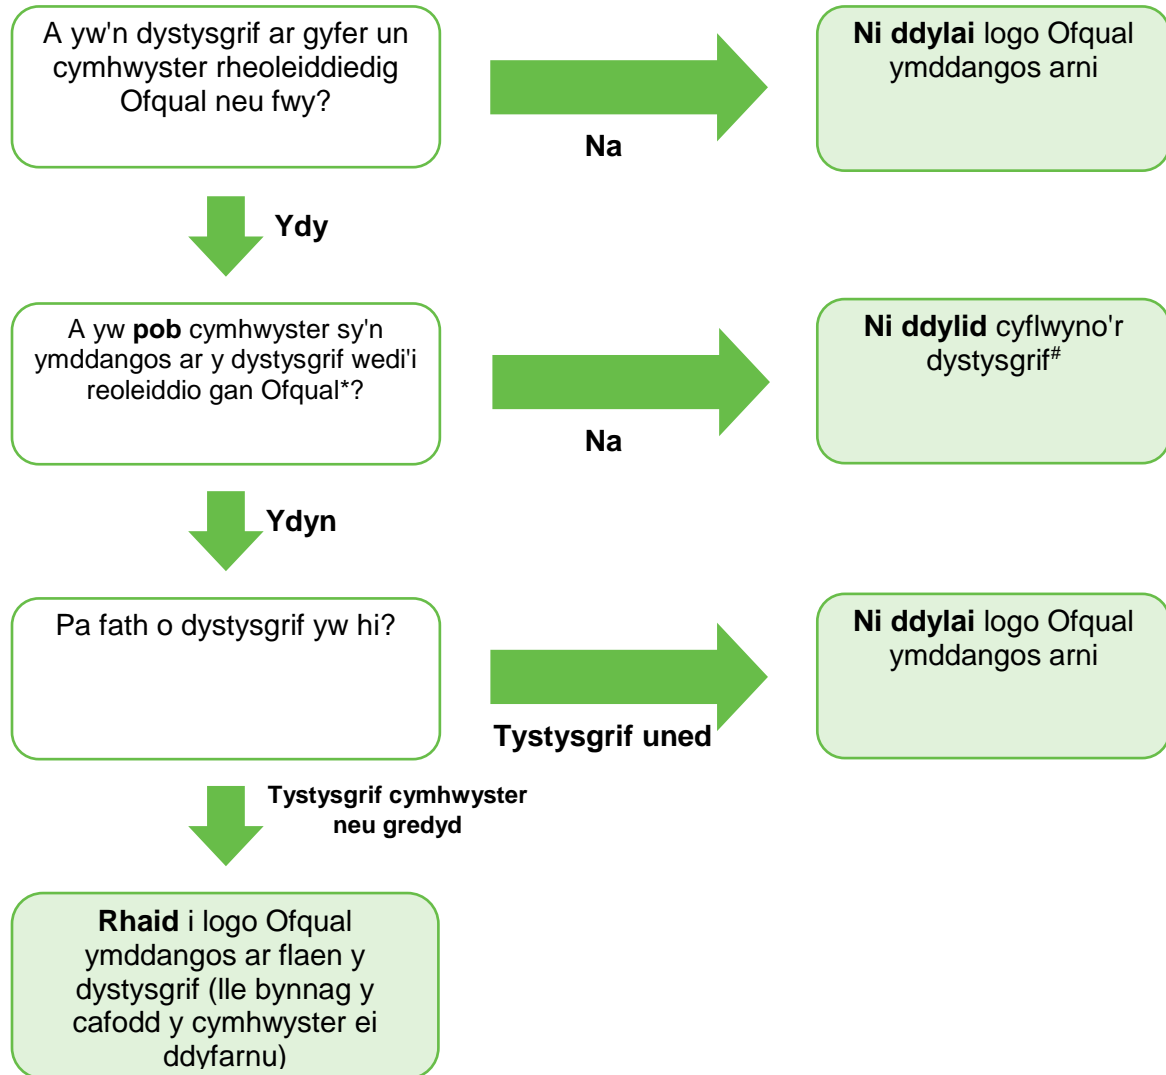 A yw'n dystysgrif ar gyfer un
cymhwyster rheoleiddiedig
Ofqual neu fwy?
Na
Ni ddylai logo Ofqual
ymddangos arni
Ydy
A yw pob cymhwyster sy'n
ymddangos ar y dystysgrif wedi'i
reoleiddio gan Ofqual*?
Na
Ni ddylid cyflwyno'r
dystysgrif#
Ydyn
Pa fath o dystysgrif yw hi?
Tystysgrif uned
Ni ddylai logo Ofqual
ymddangos arni
Tystysgrif cymhwyster
neu gredyd
Rhaid i logo Ofqual
ymddangos ar flaen y
dystysgrif (lle bynnag y
cafodd y cymhwyster ei
ddyfarnu)